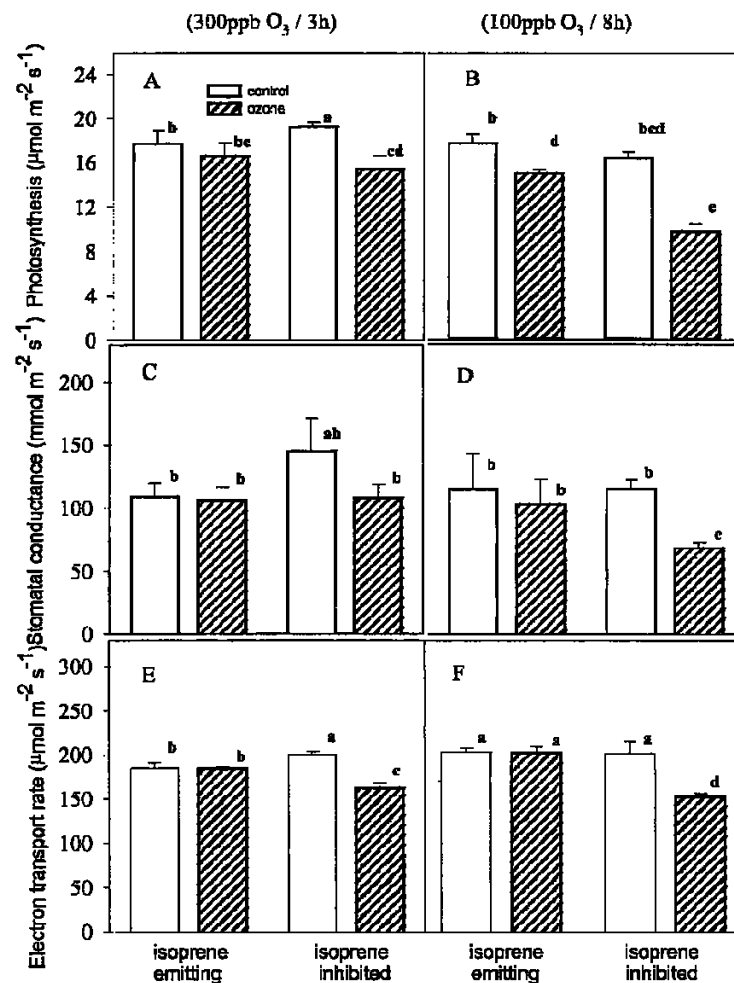 (300ppb O3 / 3h) (100ppb O3 / 8h)
Photosynthesis (μmol m−2 s−1)
24
20
16
12
8
4
0
A
control
ozone
b
bc
a
cd
B
b
d
bcd
e
Stomatal conductance (mmol m−2 s−1)
200
150
100
50
0
C
b
b
ab
b
D
b
b
b
c
Electron transport rate (μmol m−2 s−1)
300
250
200
150
100
50
0
E
b
b
a
c
F
a
a
a
d
isoprene isoprene isoprene isoprene
emitting inhibited emitting inhibited